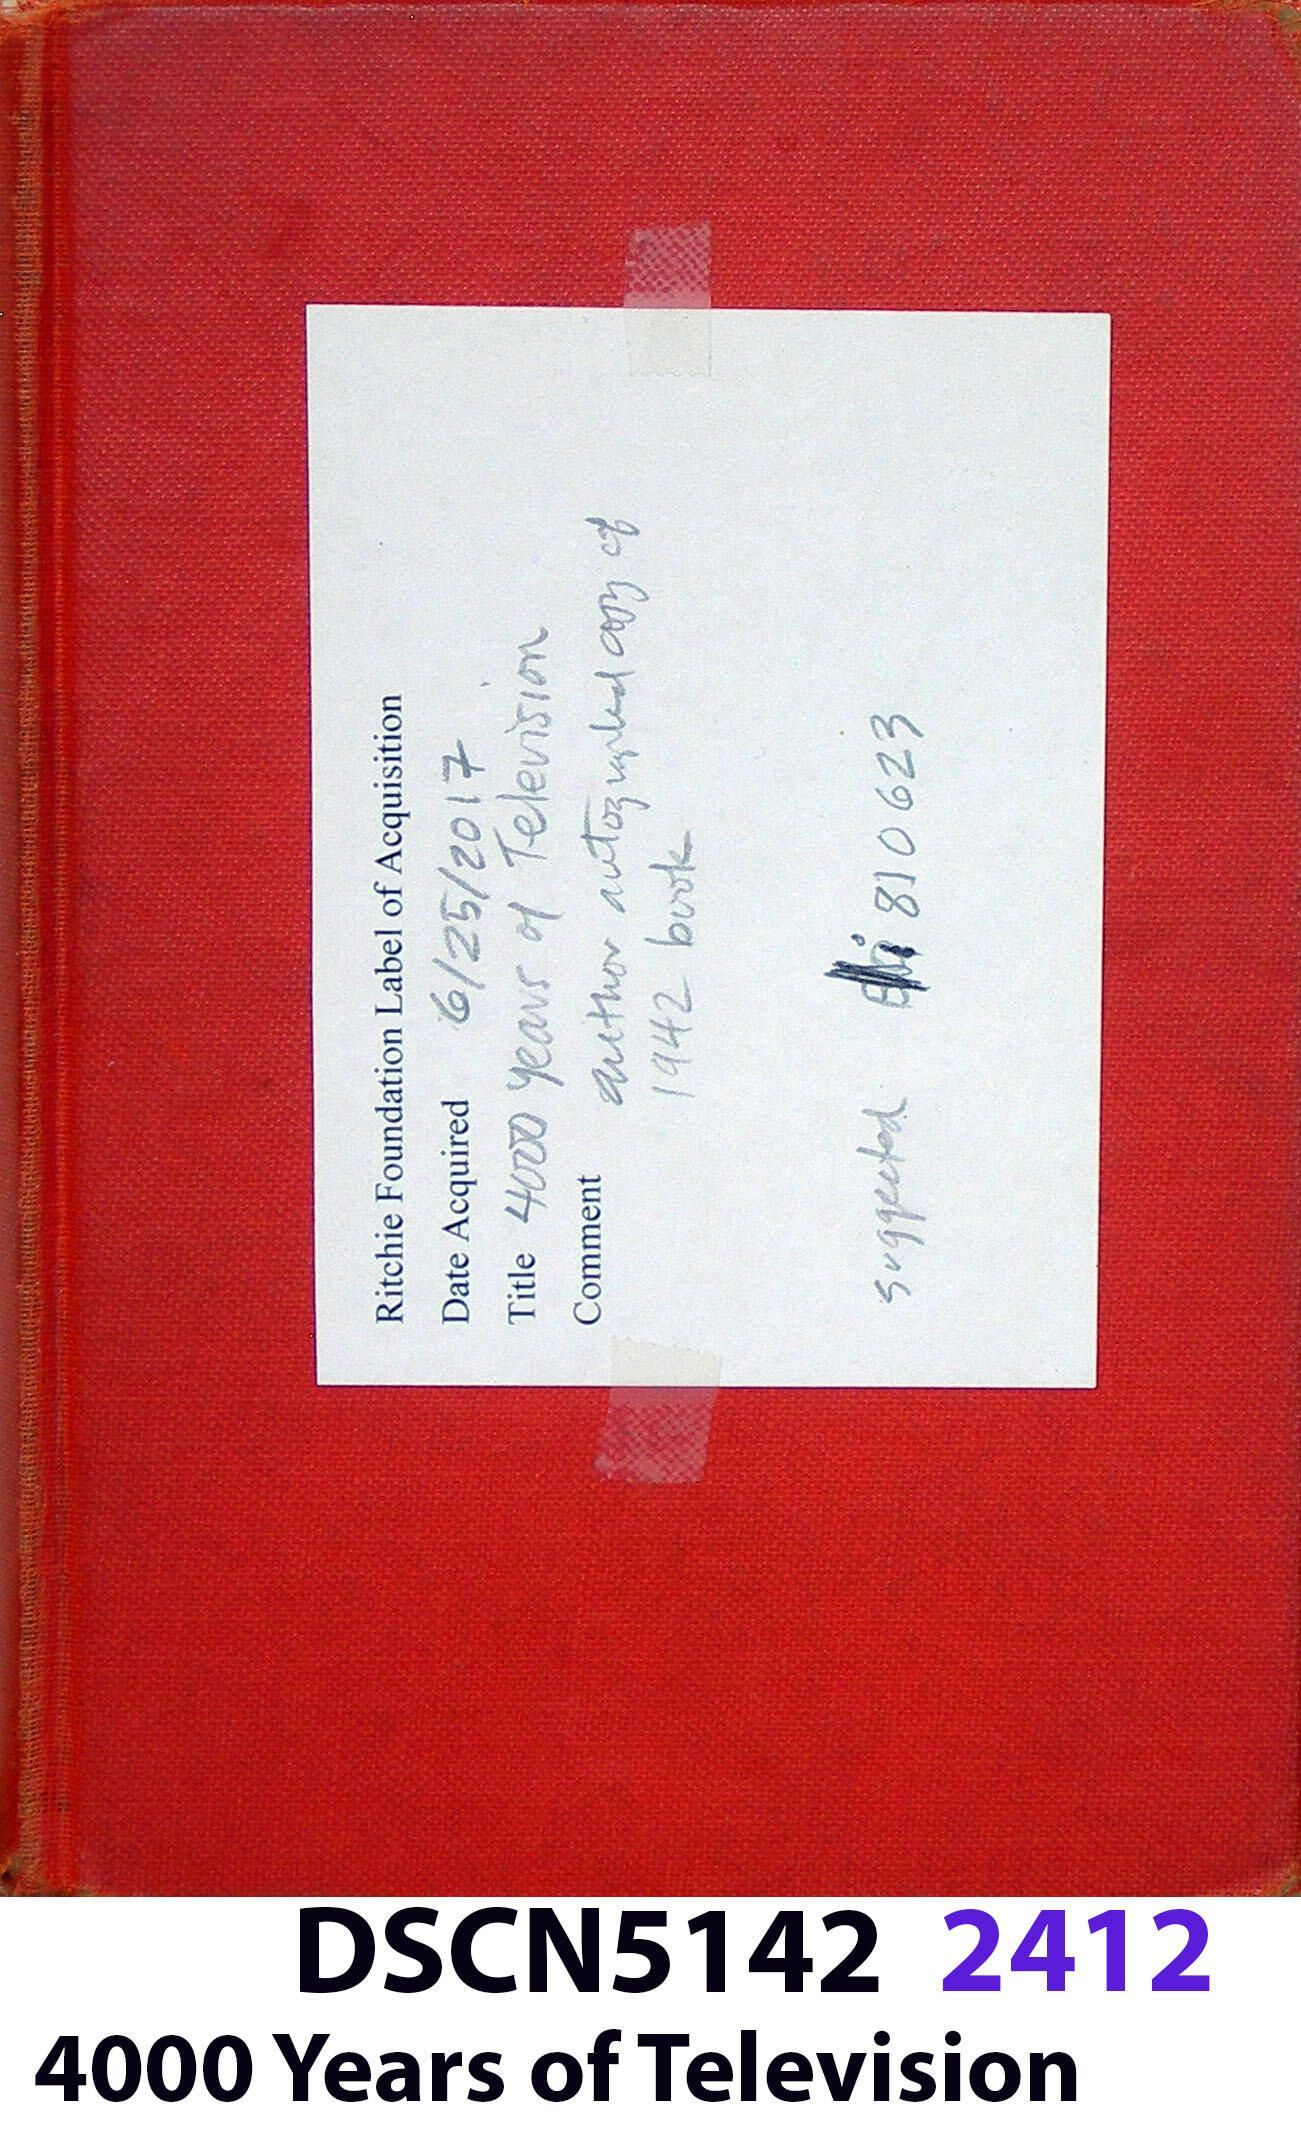 Ritchie Foundation Label of Acquisition
Date Acquired 6/25/2017
Title 4000 years of Television
Comment author autographed copy of
1942 book
suggested 810623
DSCN5142 2412
4000 Years of Television